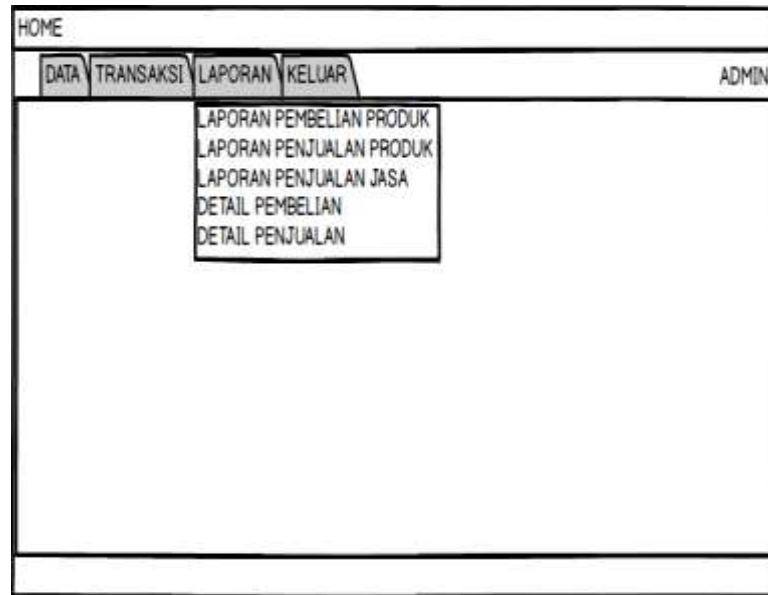 HOME
DATA TRANSAKSI LAPORAN KELUAR ADMIN
LAPORAN PEMBELIAN PRODUK
LAPORAN PENJUALAN PRODUK
LAPORAN PENJUALAN JASA
DETAIL PEMBELIAN
DETAIL PENJUALAN